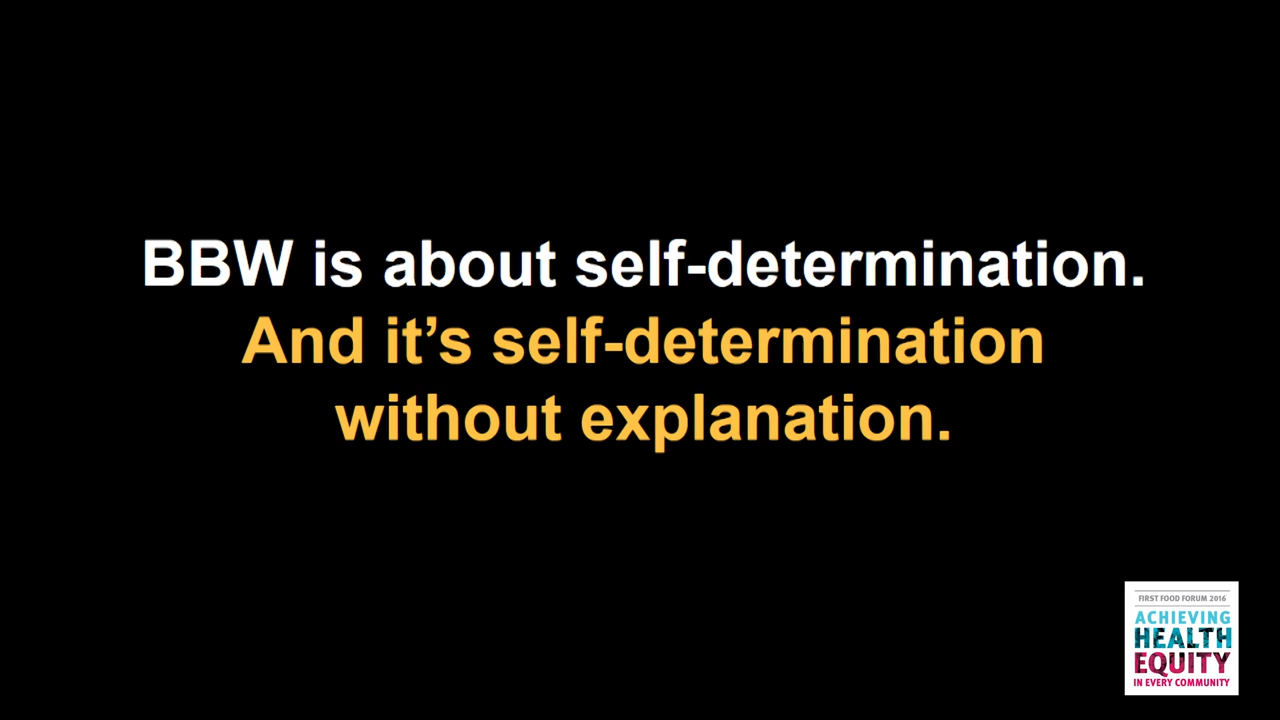 BBW is about self-determination.
And it’s self-determination
without explanation.
FIRST FOOD FORUM 2016
ACHIEVING
HEALTH
EQUITY
IN EVERY COMMUNITY